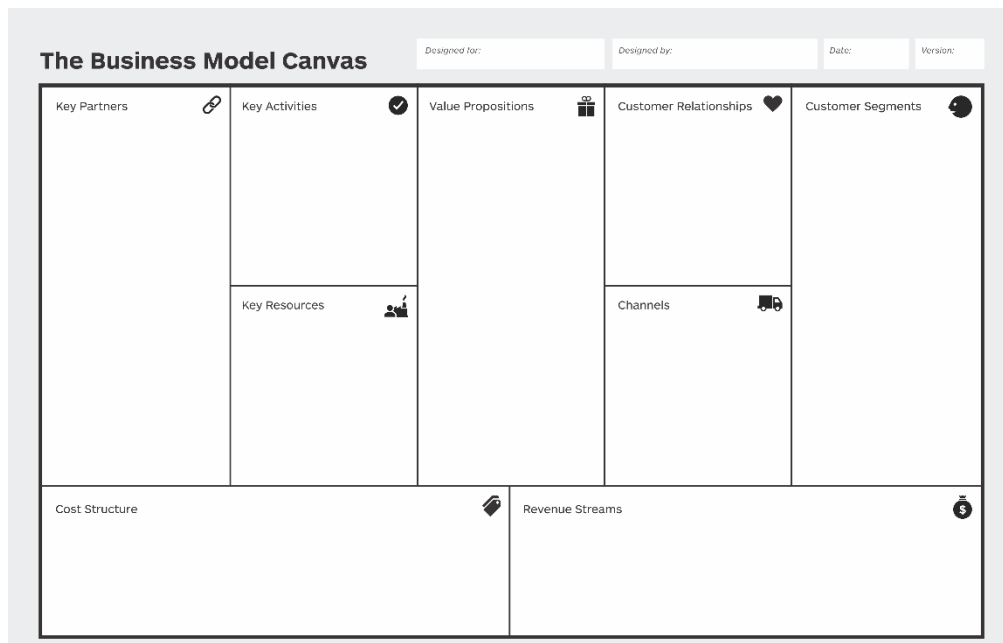 The Business Model Canvas
Designed for:
Designed by:
Date:
Version:
Key Partners
Key Activities
Value Propositions
Customer Relationships
Customer Segments
Key Resources
Channels
Cost Structure
Revenue Streams
$